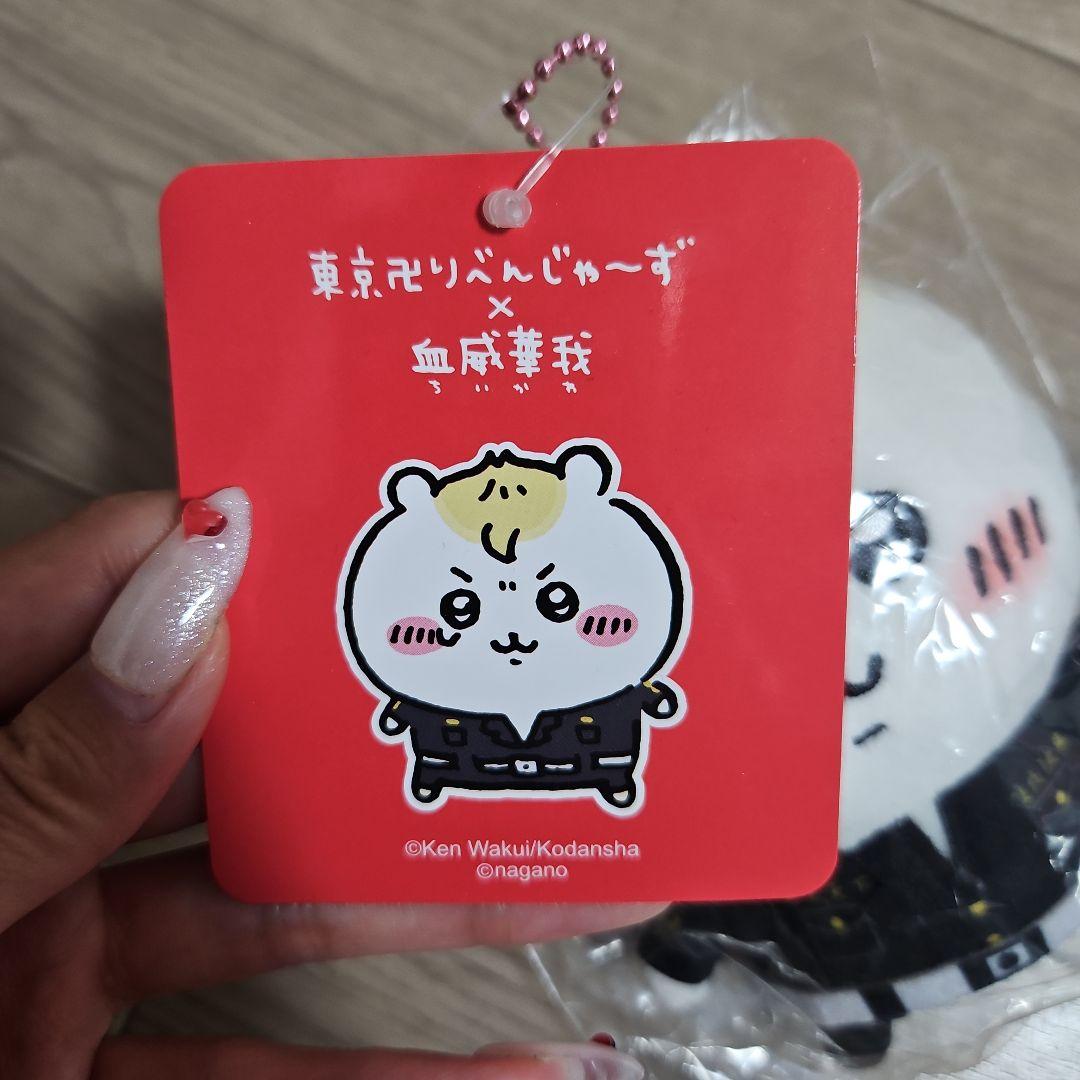 東京卍りべんじゃ〜ず
×
血威華我
ちいかわ
©Ken Wakui/Kodansha
©nagano